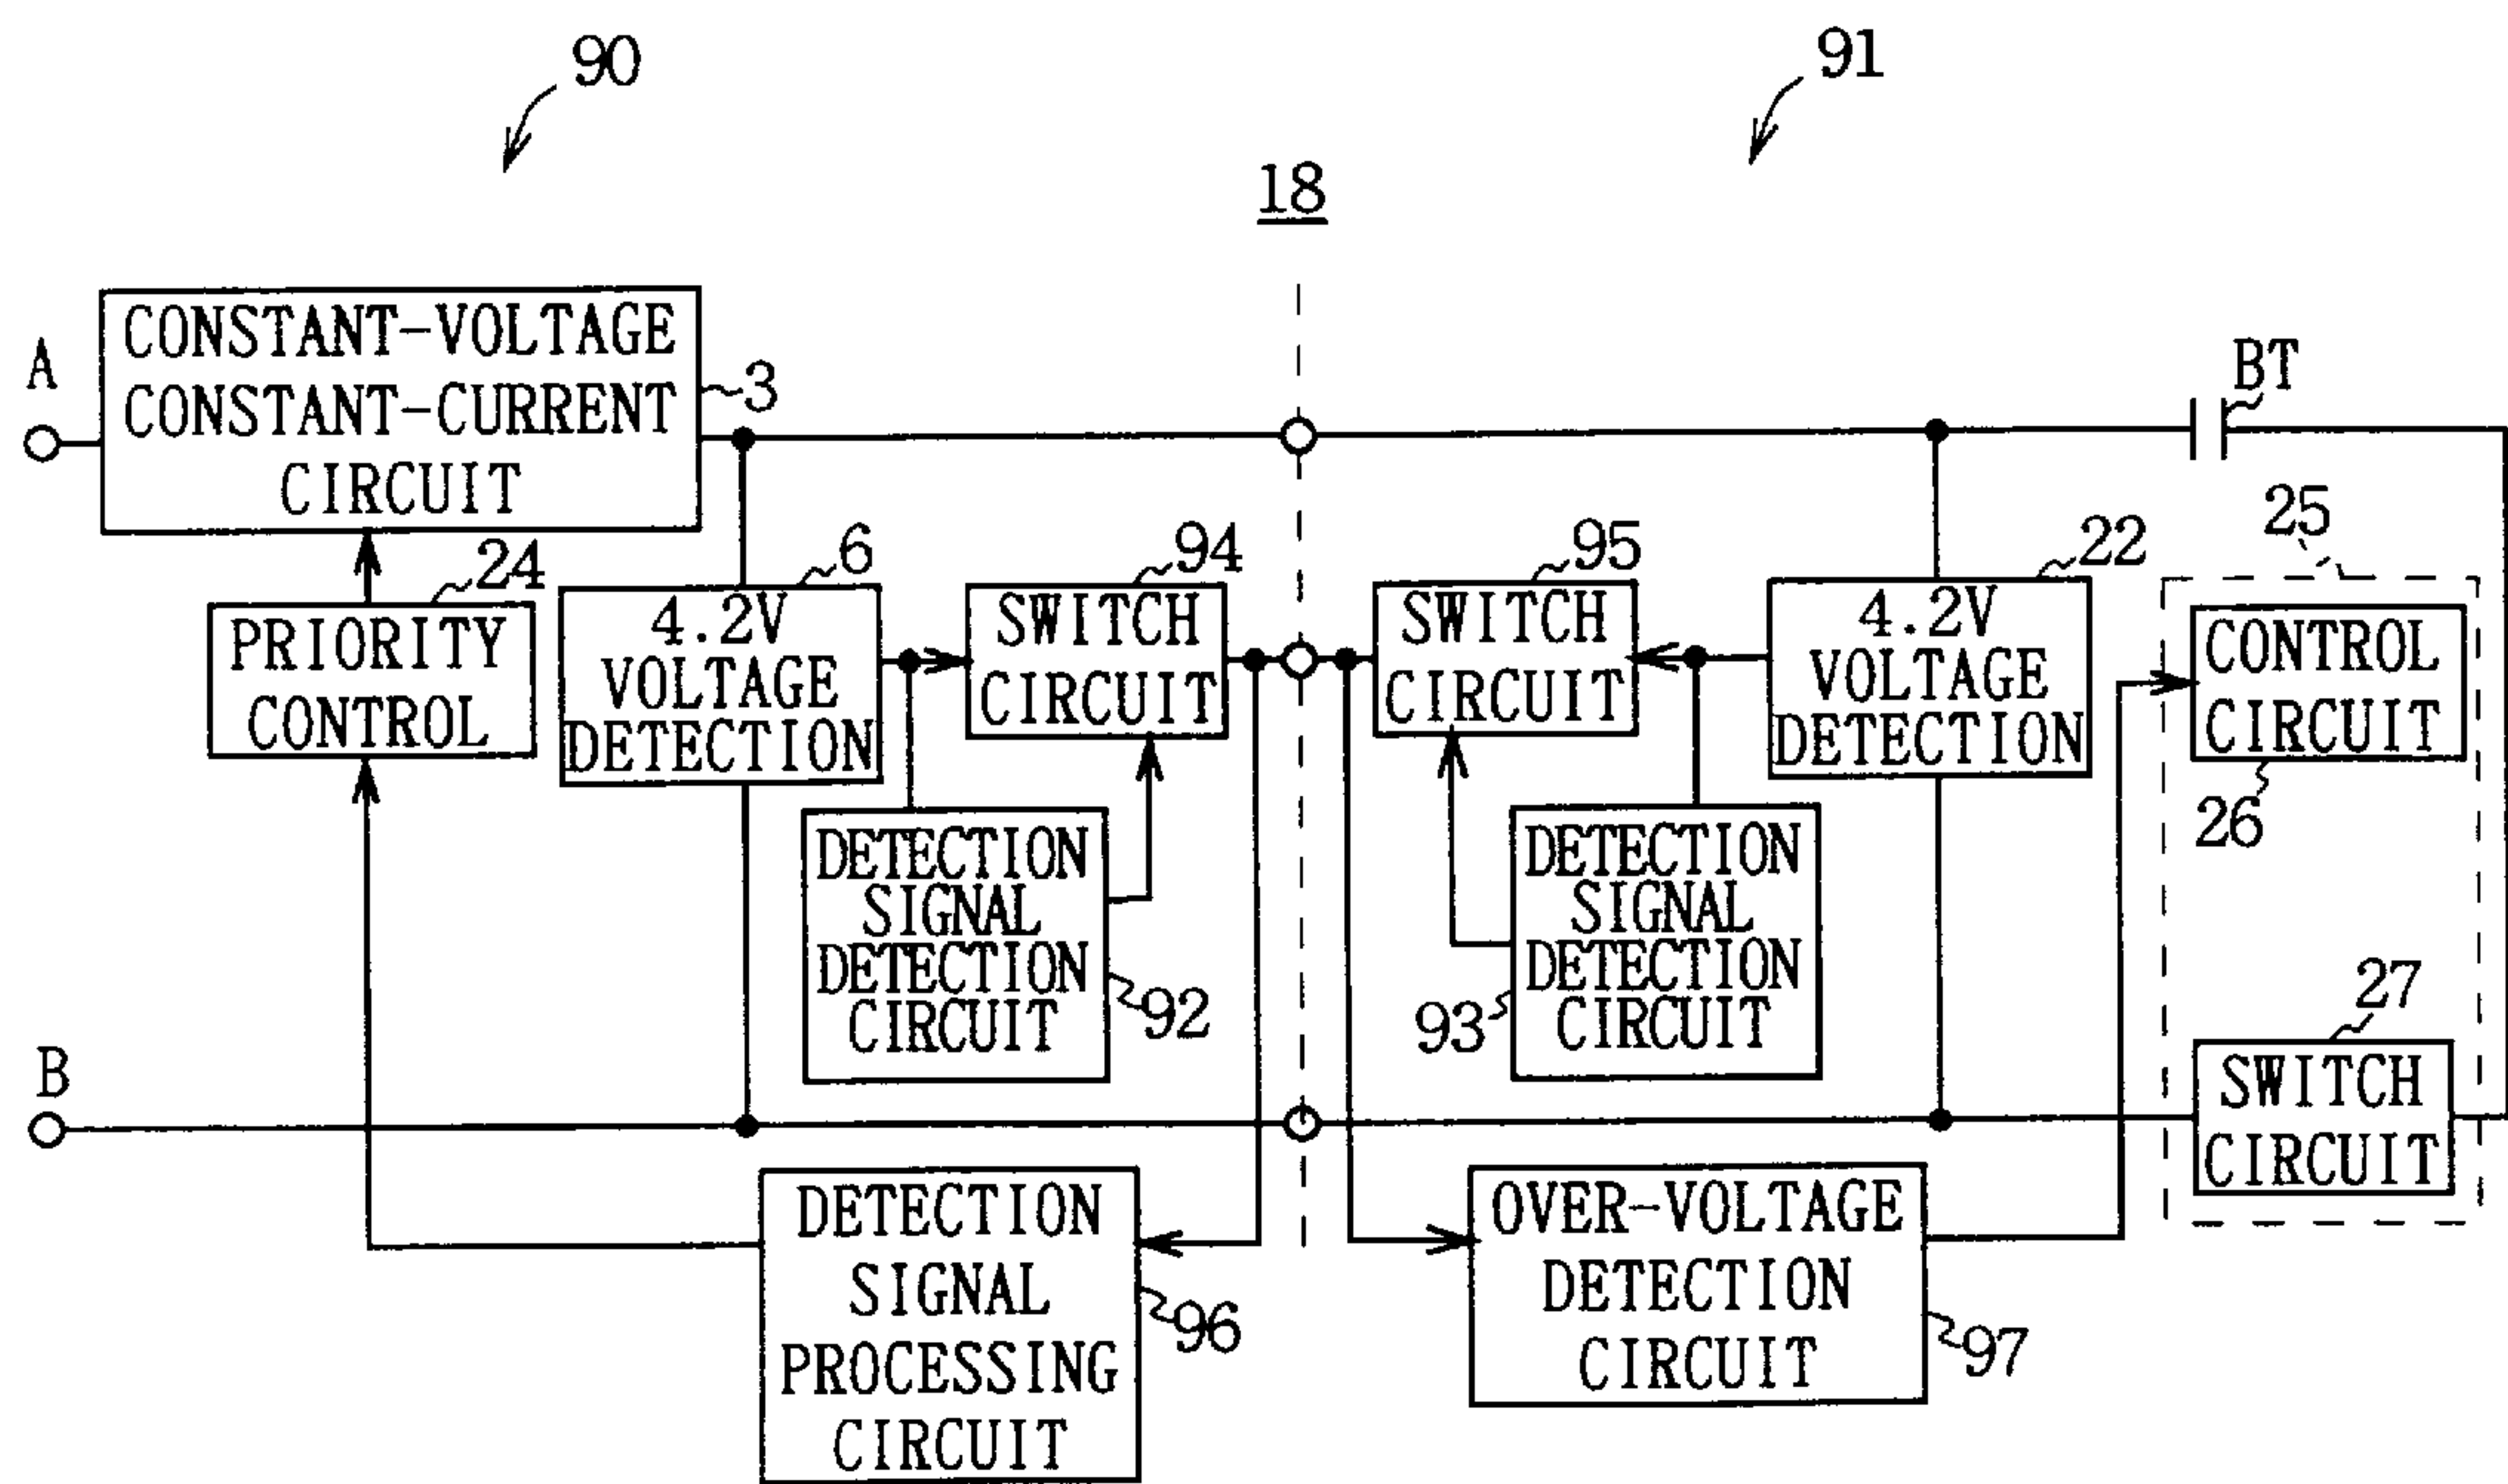 90
91
18
A
CONSTANT-VOLTAGE
CONSTANT-CURRENT
CIRCUIT
3
BT
24
PRIORITY
CONTROL
6
4.2V
VOLTAGE
DETECTION
94
SWITCH
CIRCUIT
95
SWITCH
CIRCUIT
22
4.2V
VOLTAGE
DETECTION
25
CONTROL
CIRCUIT
26
DETECTION
SIGNAL
DETECTION
CIRCUIT
92
DETECTION
SIGNAL
DETECTION
CIRCUIT
93
27
SWITCH
CIRCUIT
B
DETECTION
SIGNAL
PROCESSING
CIRCUIT
96
OVER-VOLTAGE
DETECTION
CIRCUIT
97